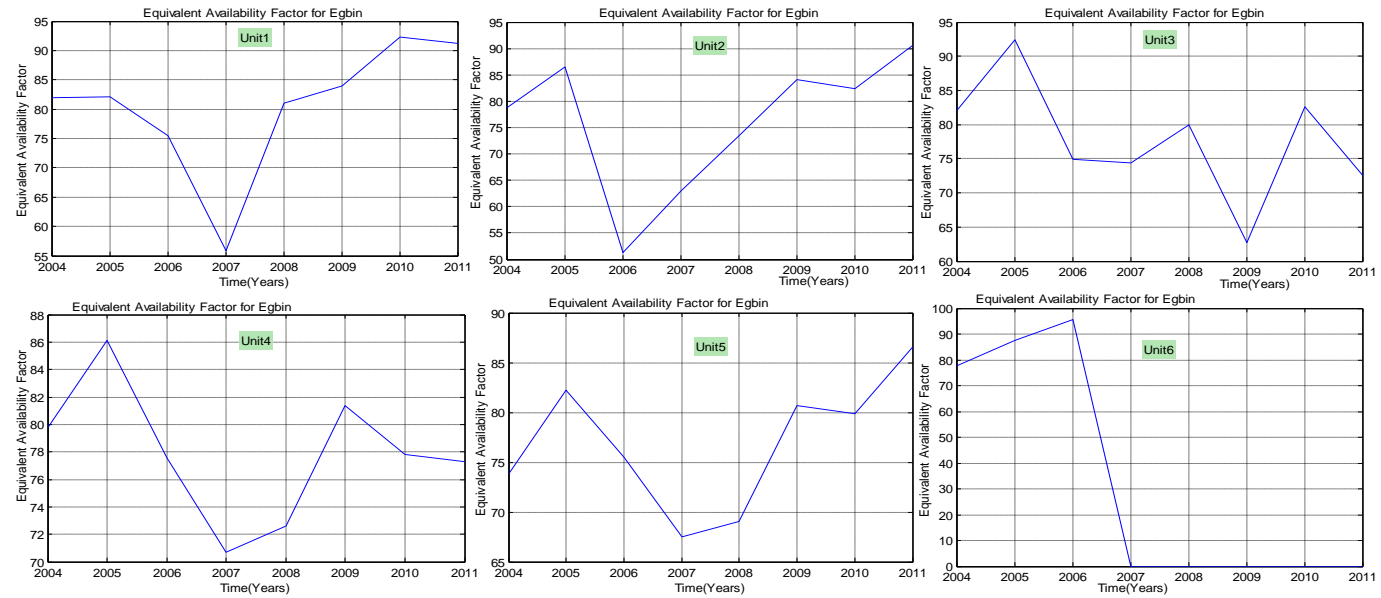 Equivalent Availability Factor for Egbin
Unit1
Equivalent Availability Factor
95
90
85
80
75
70
65
60
55
2004 2005 2006 2007 2008 2009 2010 2011
Time(Years)
Equivalent Availability Factor for Egbin
Unit2
Equivalent Availability Factor
95
90
85
80
75
70
65
60
55
50
2004 2005 2006 2007 2008 2009 2010 2011
Time(Years)
Equivalent Availability Factor for Egbin
Unit3
Equivalent Availability Factor
95
90
85
80
75
70
65
60
2004 2005 2006 2007 2008 2009 2010 2011
Time(Years)
Equivalent Availability Factor for Egbin
Unit4
Equivalent Availability Factor
88
86
84
82
80
78
76
74
72
70
2004 2005 2006 2007 2008 2009 2010 2011
Time(Years)
Equivalent Availability Factor for Egbin
Unit5
Equivalent Availability Factor
90
85
80
75
70
65
2004 2005 2006 2007 2008 2009 2010 2011
Time(Years)
Equivalent Availability Factor for Egbin
Unit6
Equivalent Availability Factor
100
90
80
70
60
50
40
30
20
10
0
2004 2005 2006 2007 2008 2009 2010 2011
Time(Years)